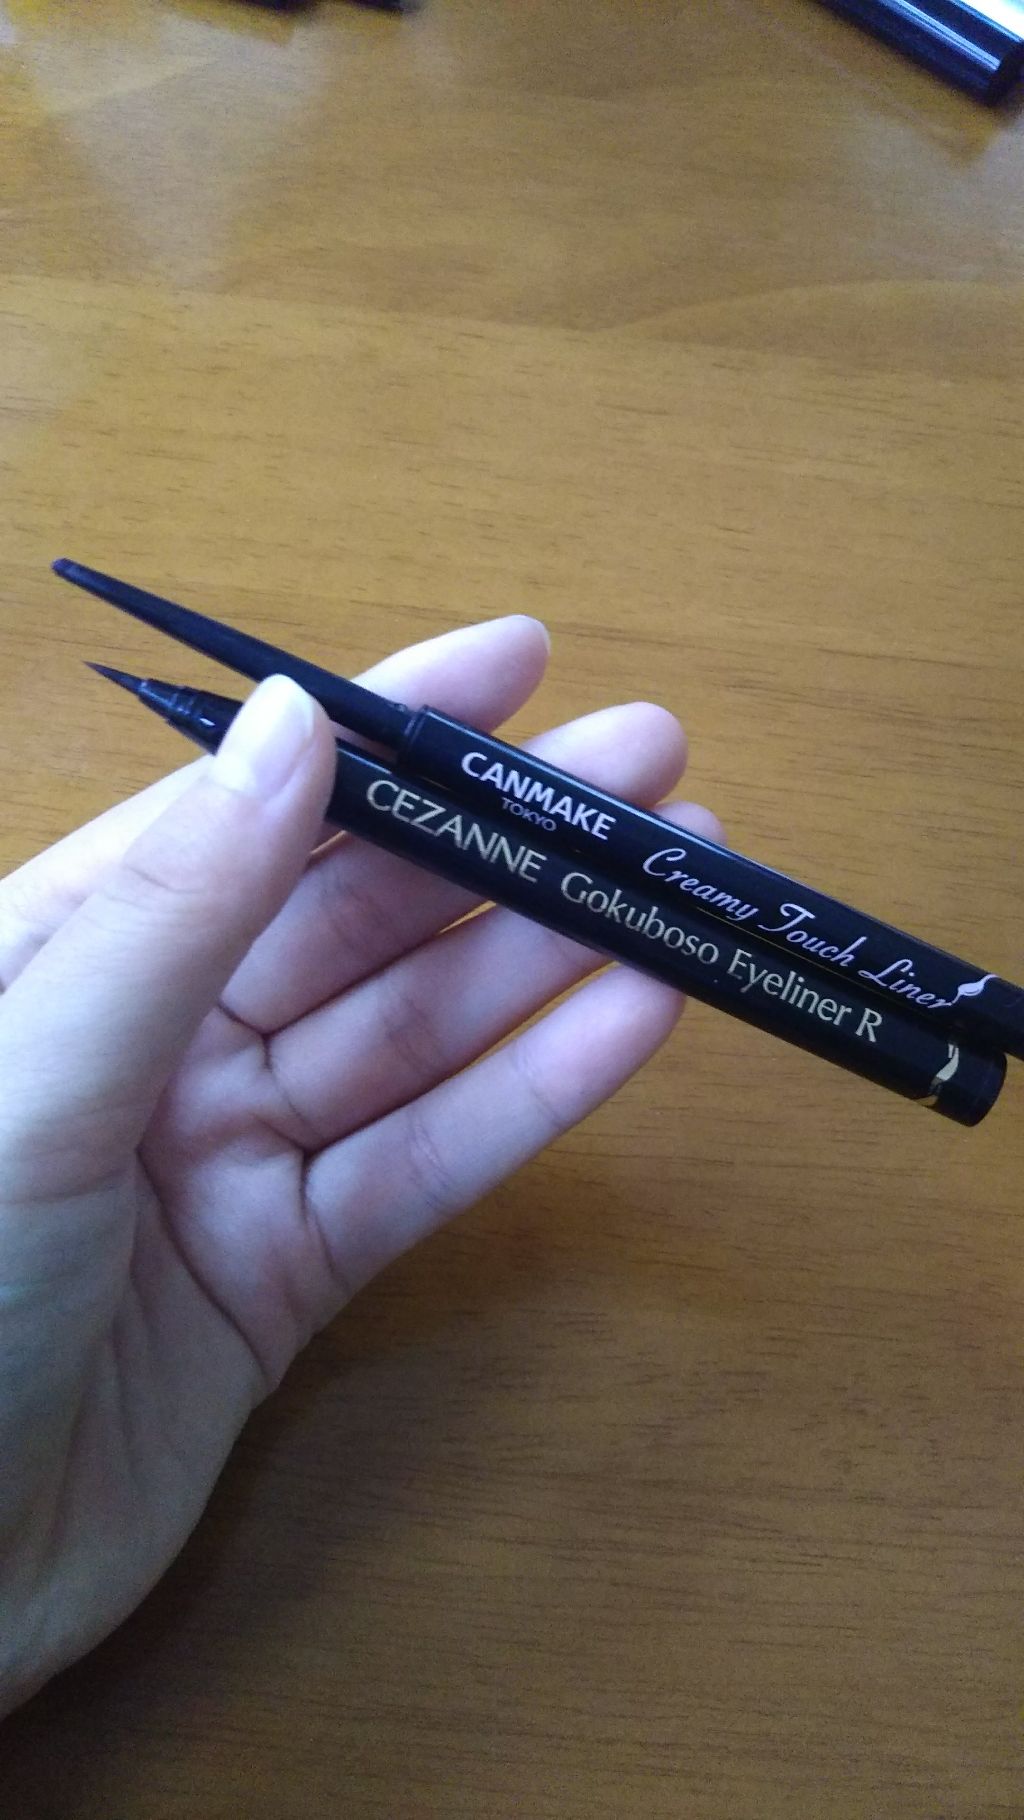 CANMAKE
TOKYO
Creamy Touch Liner
CEZANNE Gokuboso Eyeliner R